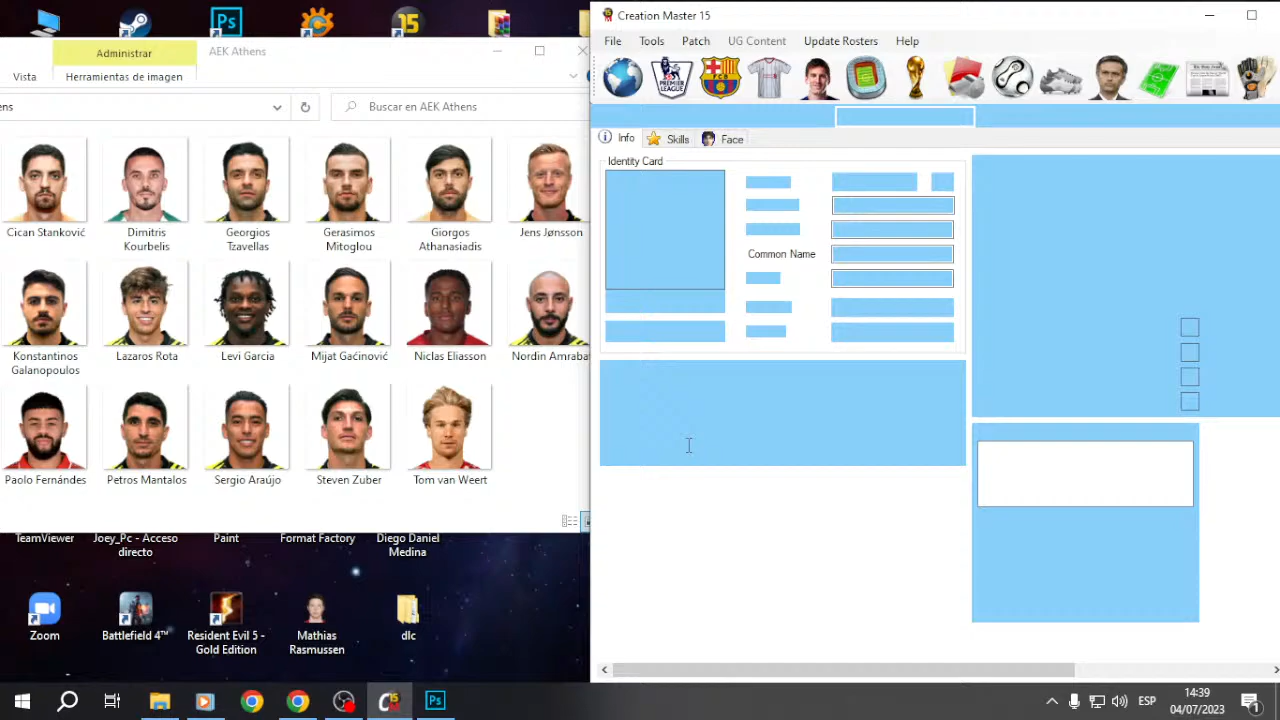 Creation Master 15
Administrar
AEK Athens
File
Tools
Patch
UG Content
Update Rosters
Help
Vista
Herramientas de imagen
ens
Buscar en AEK Athens
Info
Skills
Face
Identity Card
Common Name
Cican Stanković
Dimitris
Kourbelis
Georgios
Tzavellas
Gerasimos
Mitoglou
Giorgos
Athanasiadis
Jens Jønsson
Konstantinos
Galanopoulos
Lazaros Rota
Levi García
Mijat Gaćinović
Niclas Eliasson
Nordin Amraba
Paolo Fernándes
Petros Mantalos
Sergio Araújo
Steven Zuber
Tom van Weert
TeamViewer
Joey_Pc - Acceso
directo
Paint
Format Factory
Diego Daniel
Medina
Zoom
Battlefield 4™
Resident Evil 5 -
Gold Edition
Mathias
Rasmussen
dlc
ESP
14:39
04/07/2023